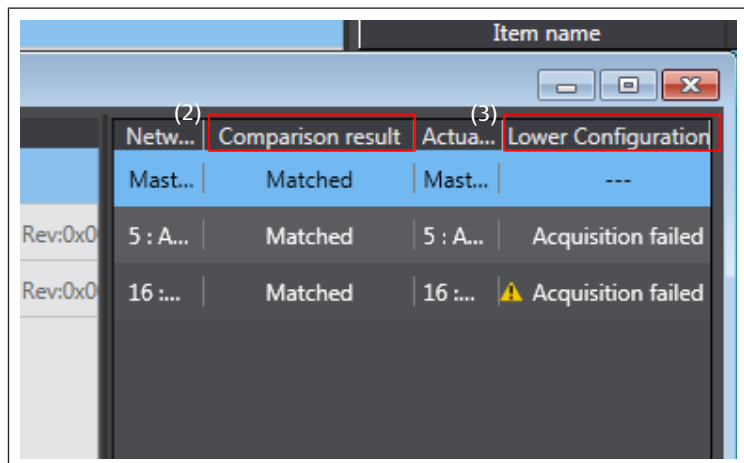 Item name
(2) (3)
Netw... Comparison result Actua... Lower Configuration
Mast... Matched Mast... ---
Rev:0x0 5 : A... Matched 5 : A... Acquisition failed
Rev:0x0 16 :... Matched 16 :... Acquisition failed